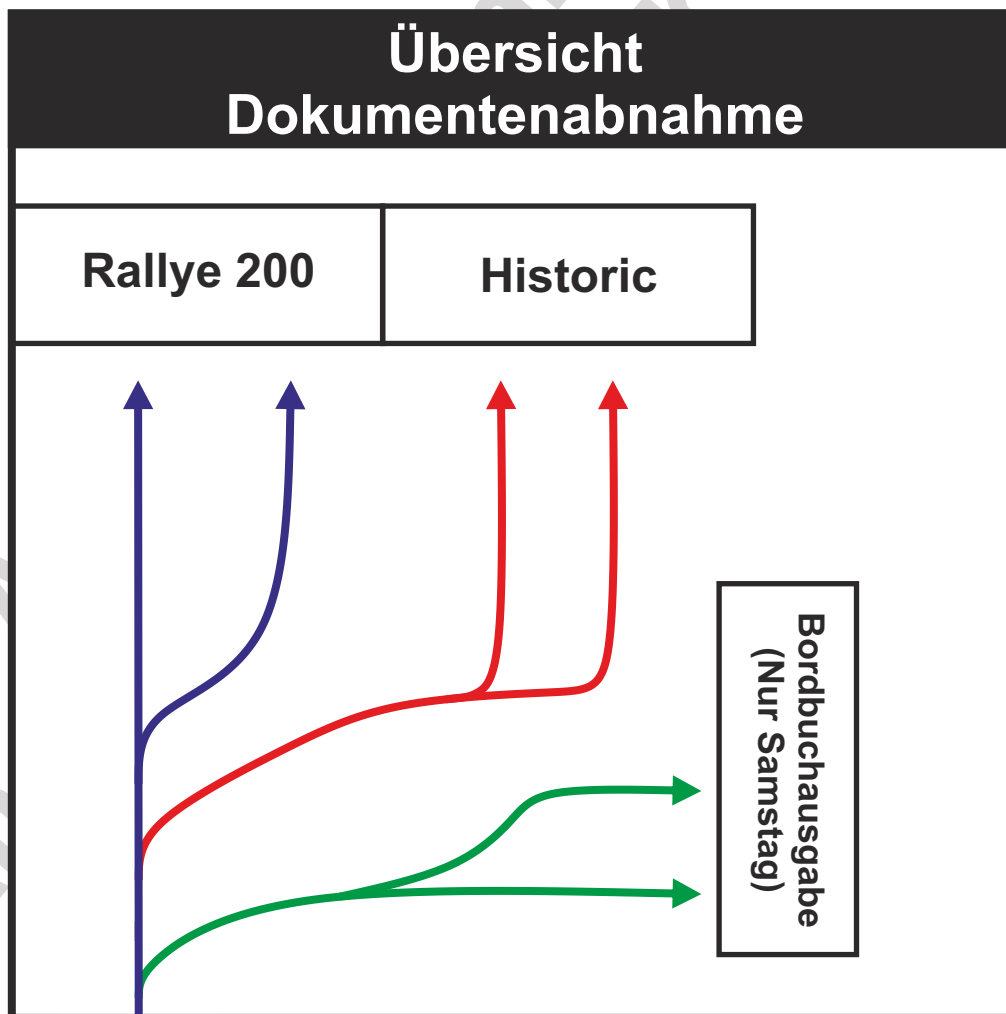 Übersicht
Dokumentenabnahme
Rallye 200
Historic
Bordbuchausgabe
(Nur Samstag)